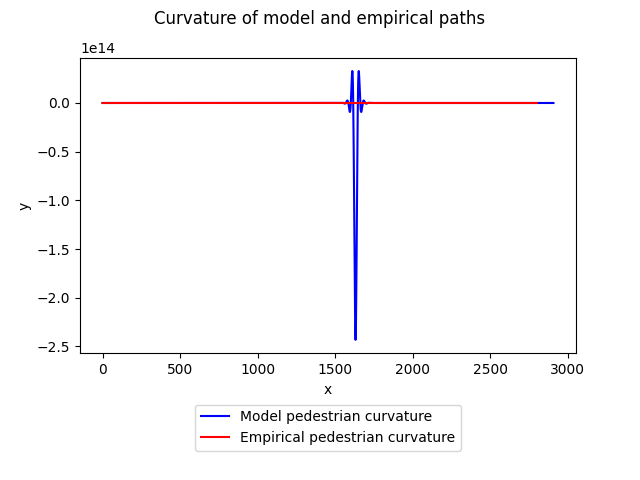 Curvature of model and empirical paths
1e14
0.0
−0.5
−1.0
−1.5
−2.0
−2.5
y
0 500 1000 1500 2000 2500 3000
x
Model pedestrian curvature
Empirical pedestrian curvature